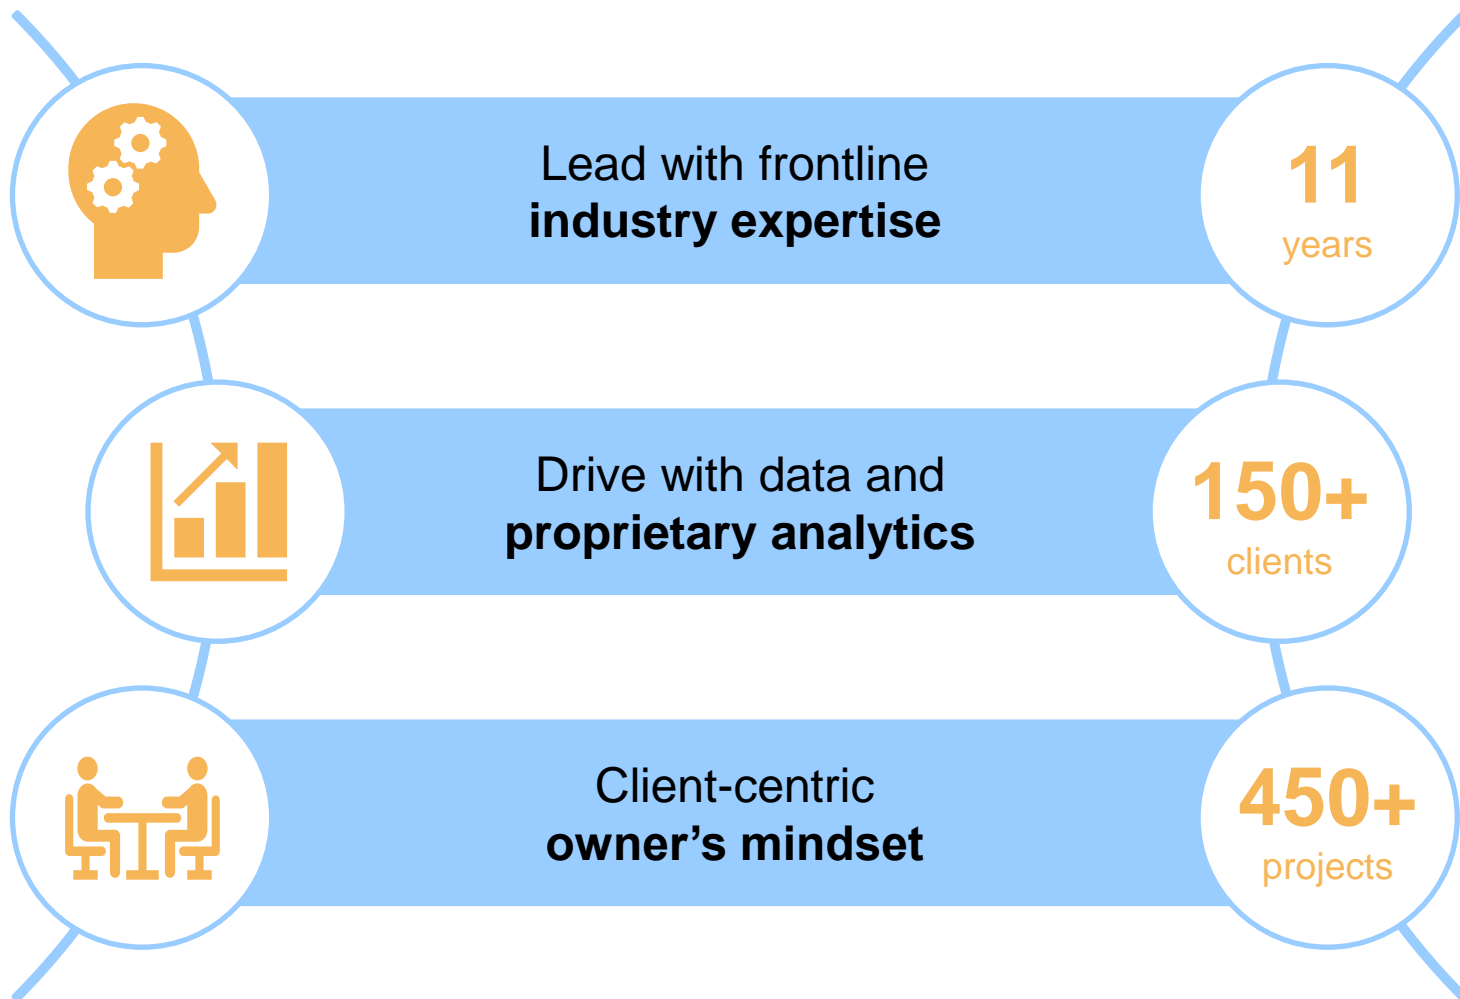 Lead with frontline
industry expertise
11
years
Drive with data and
proprietary analytics
150+
clients
Client-centric
owner’s mindset
450+
projects